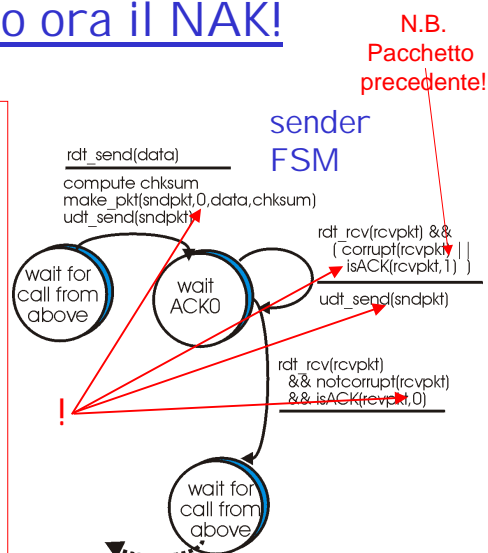 o ora il NAK!
N.B.
Pacchetto
precedente!
sender
FSM
rdt_send(data)
compute chksum
make_pkt(sndpkt,0,data,chksum)
udt_send(sndpkt)
wait for
call from
above
wait
ACK0
rdt_rcv(rcvpkt) &&
( corrupt(rcvpkt) ||
isACK(rcvpkt,1) )
udt_send(sndpkt)
rdt_rcv(rcvpkt)
&& notcorrupt(rcvpkt)
&& isACK(rcvpkt,0)
!
wait for
call from
above